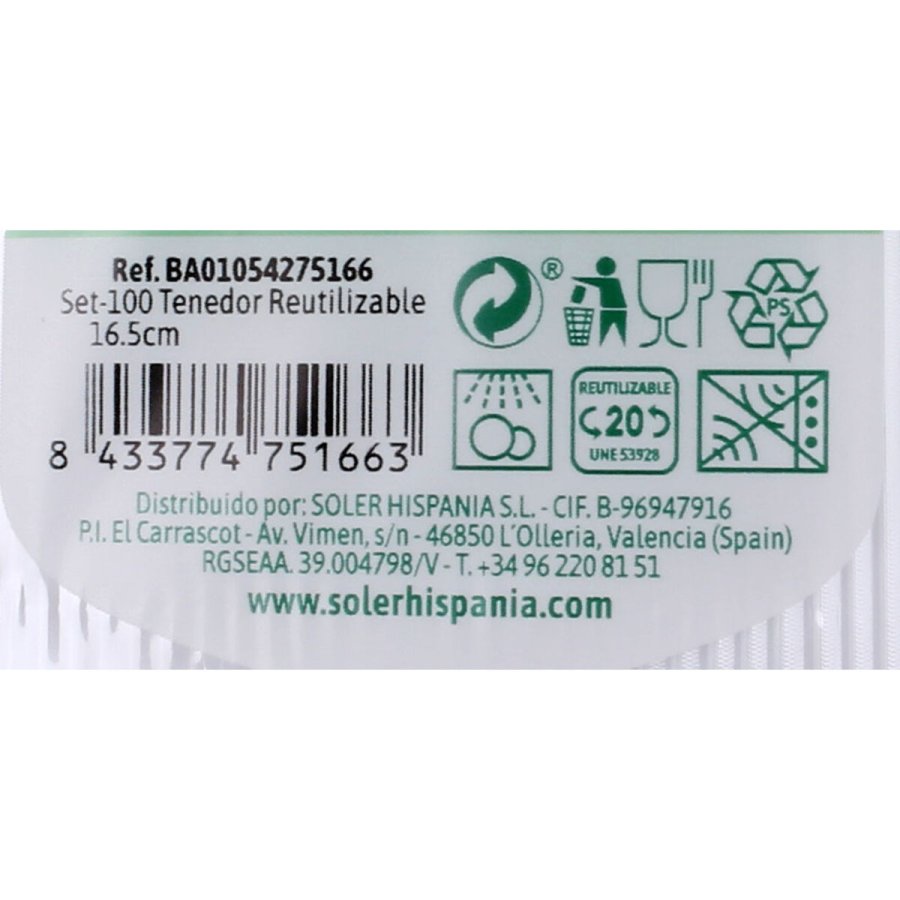 Ref. BA01054275166
Set-100 Tenedor Reutilizable
16.5cm
®
PS
REUTILIZABLE
20
UNE 53928
8 433774 751663
Distribuido por: SOLER HISPANIA S.L. - CIF. B-96947916
P.I. El Carrascot - Av. Vimen, s/n - 46850 L´Olleria, Valencia (Spain)
RGSEAA. 39.004798/V - T. +34 96 220 81 51
www.solerhispania.com